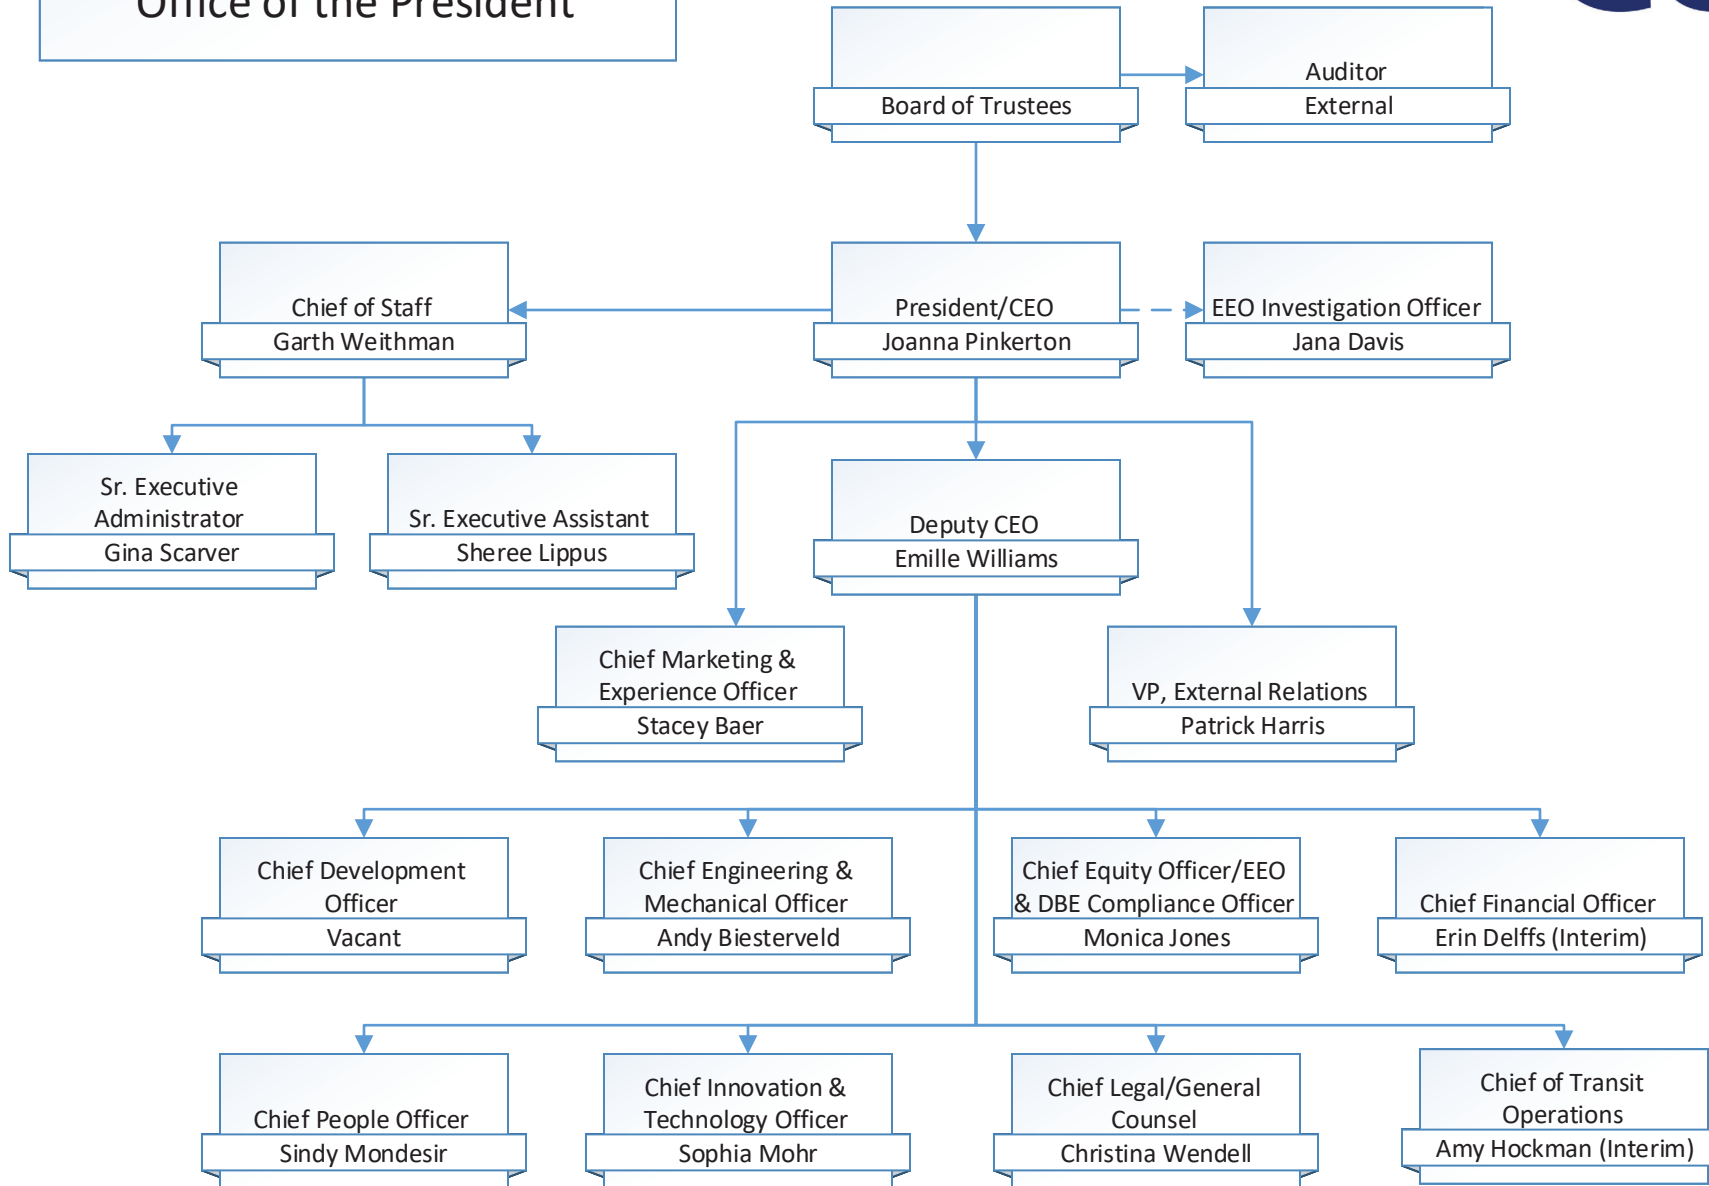 Office of the President
Board of Trustees
Auditor
External
Chief of Staff
Garth Weithman
President/CEO
Joanna Pinkerton
EEO Investigation Officer
Jana Davis
Sr. Executive
Administrator
Gina Scarver
Sr. Executive Assistant
Sheree Lippus
Deputy CEO
Emille Williams
Chief Marketing &
Experience Officer
Stacey Baer
VP, External Relations
Patrick Harris
Chief Development
Officer
Vacant
Chief Engineering &
Mechanical Officer
Andy Biesterveld
Chief Equity Officer/EEO
& DBE Compliance Officer
Monica Jones
Chief Financial Officer
Erin Delffs (Interim)
Chief People Officer
Sindy Mondesir
Chief Innovation &
Technology Officer
Sophia Mohr
Chief Legal/General
Counsel
Christina Wendell
Chief of Transit
Operations
Amy Hockman (Interim)